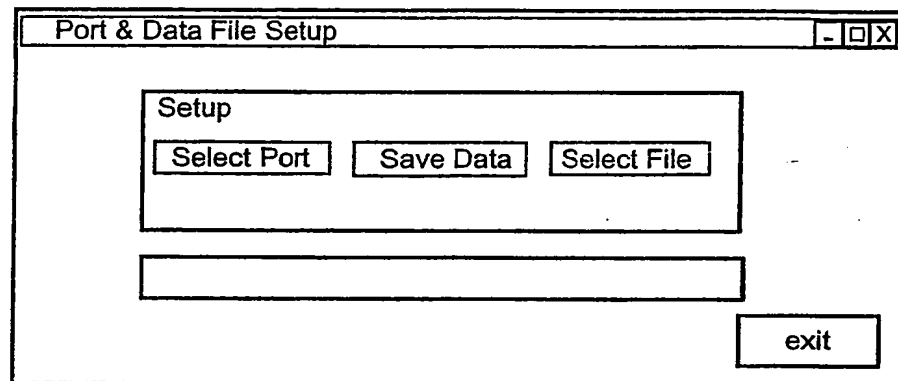 Port & Data File Setup - □ X
Setup
Select Port Save Data Select File
exit